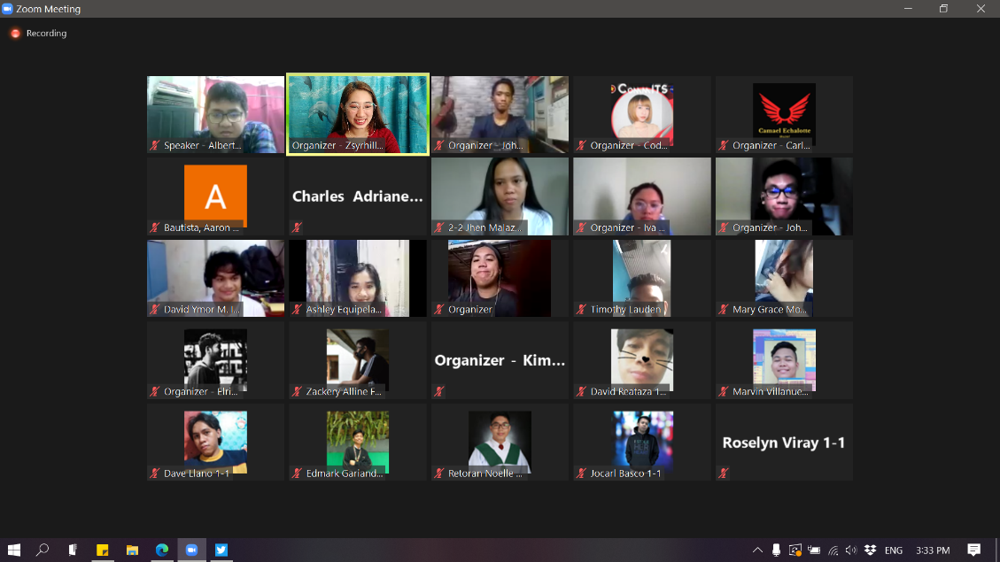 Zoom Meeting
Recording
Speaker - Albert...
Organizer - Zsyrhill...
Organizer - Joh...
Organizer - Cod...
Camael Echalotte
Organizer - Carl...
A
Bautista, Aaron ...
Charles Adriane...
2-2 Jhen Malaz...
Organizer - Iva ...
Organizer - Joh...
David Ymor M. I...
Ashley Equipela...
Organizer
Timothy Lauden
Mary Grace Mo...
Organizer - Elri...
Zackery Alline F...
Organizer - Kim...
David Reataza 1...
Marvin Villanue...
Dave Llano 1-1
Edmark Garland...
Retoran Noelle ...
Jocarl Basco 1-1
Roselyn Viray 1-1
ENG
3:33 PM